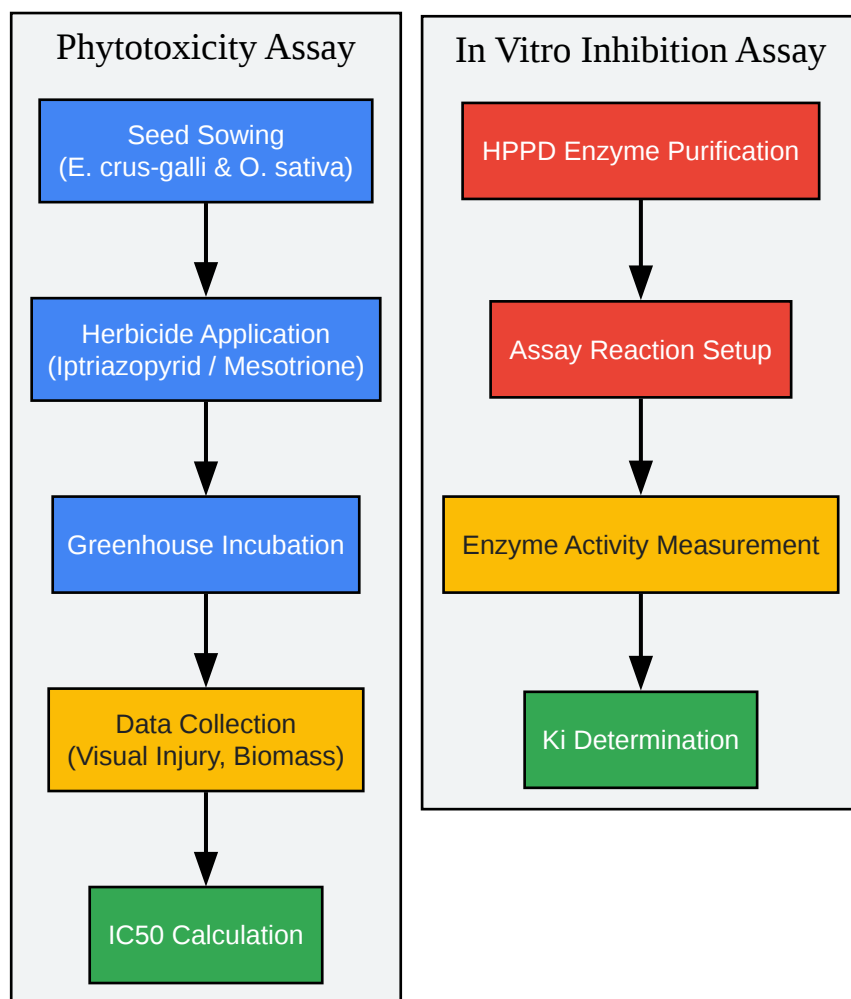 Phytotoxicity Assay
Seed Sowing
(E. crus-galli & O. sativa)
Herbicide Application
(Iptriazopyrid / Mesotrione)
Greenhouse Incubation
Data Collection
(Visual Injury, Biomass)
IC50 Calculation
In Vitro Inhibition Assay
HPPD Enzyme Purification
Assay Reaction Setup
Enzyme Activity Measurement
Ki Determination